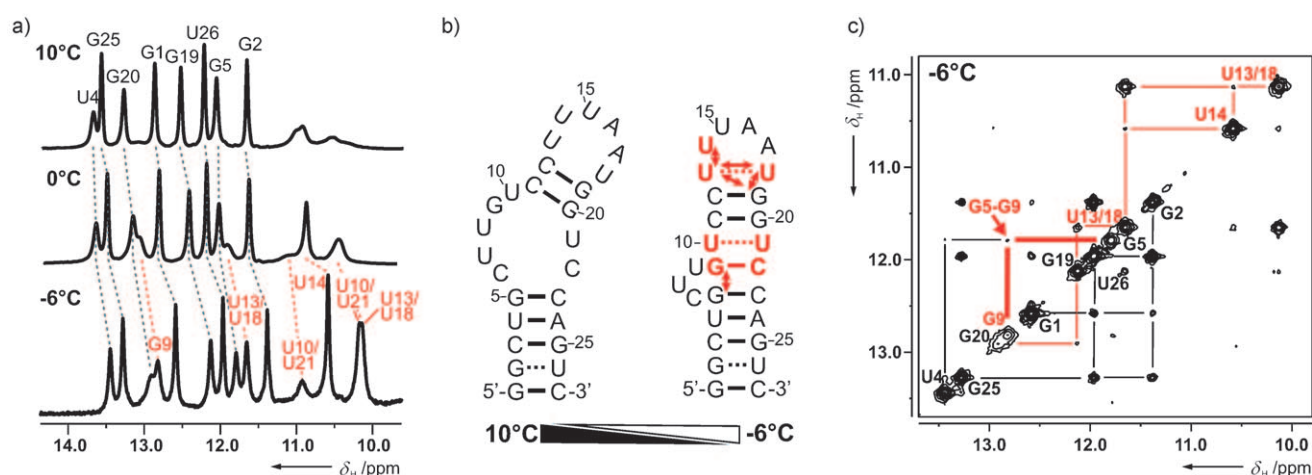 a)
10°C
U4
G25
G20
G1
G19
U26
G5
G2
0°C
-6°C
G9
U13/
U18
U10/
U21
U14
U10/
U21
U13/
U18
14.0 13.0 12.0 11.0 10.0
δH /ppm
b)
15
U U A
U A
U U
C G
10 C G -20
U U
G C
U
U
C
5- G C
U A
C G -25
G U
5'-G C-3'
15
U A
U A
U U
C G
C G -20
10- U U
U G C
U
C G C
U A
C G -25
G U
5'-G C-3'
10°C -6°C
c)
-6°C
11.0
δH /ppm
11.0
12.0
13.0
U13/18
U14
G5-G9
U13/18
G2
G5
G19
U26
G9
G1
G20
U4
G25
13.0 12.0 11.0 10.0
δH /ppm